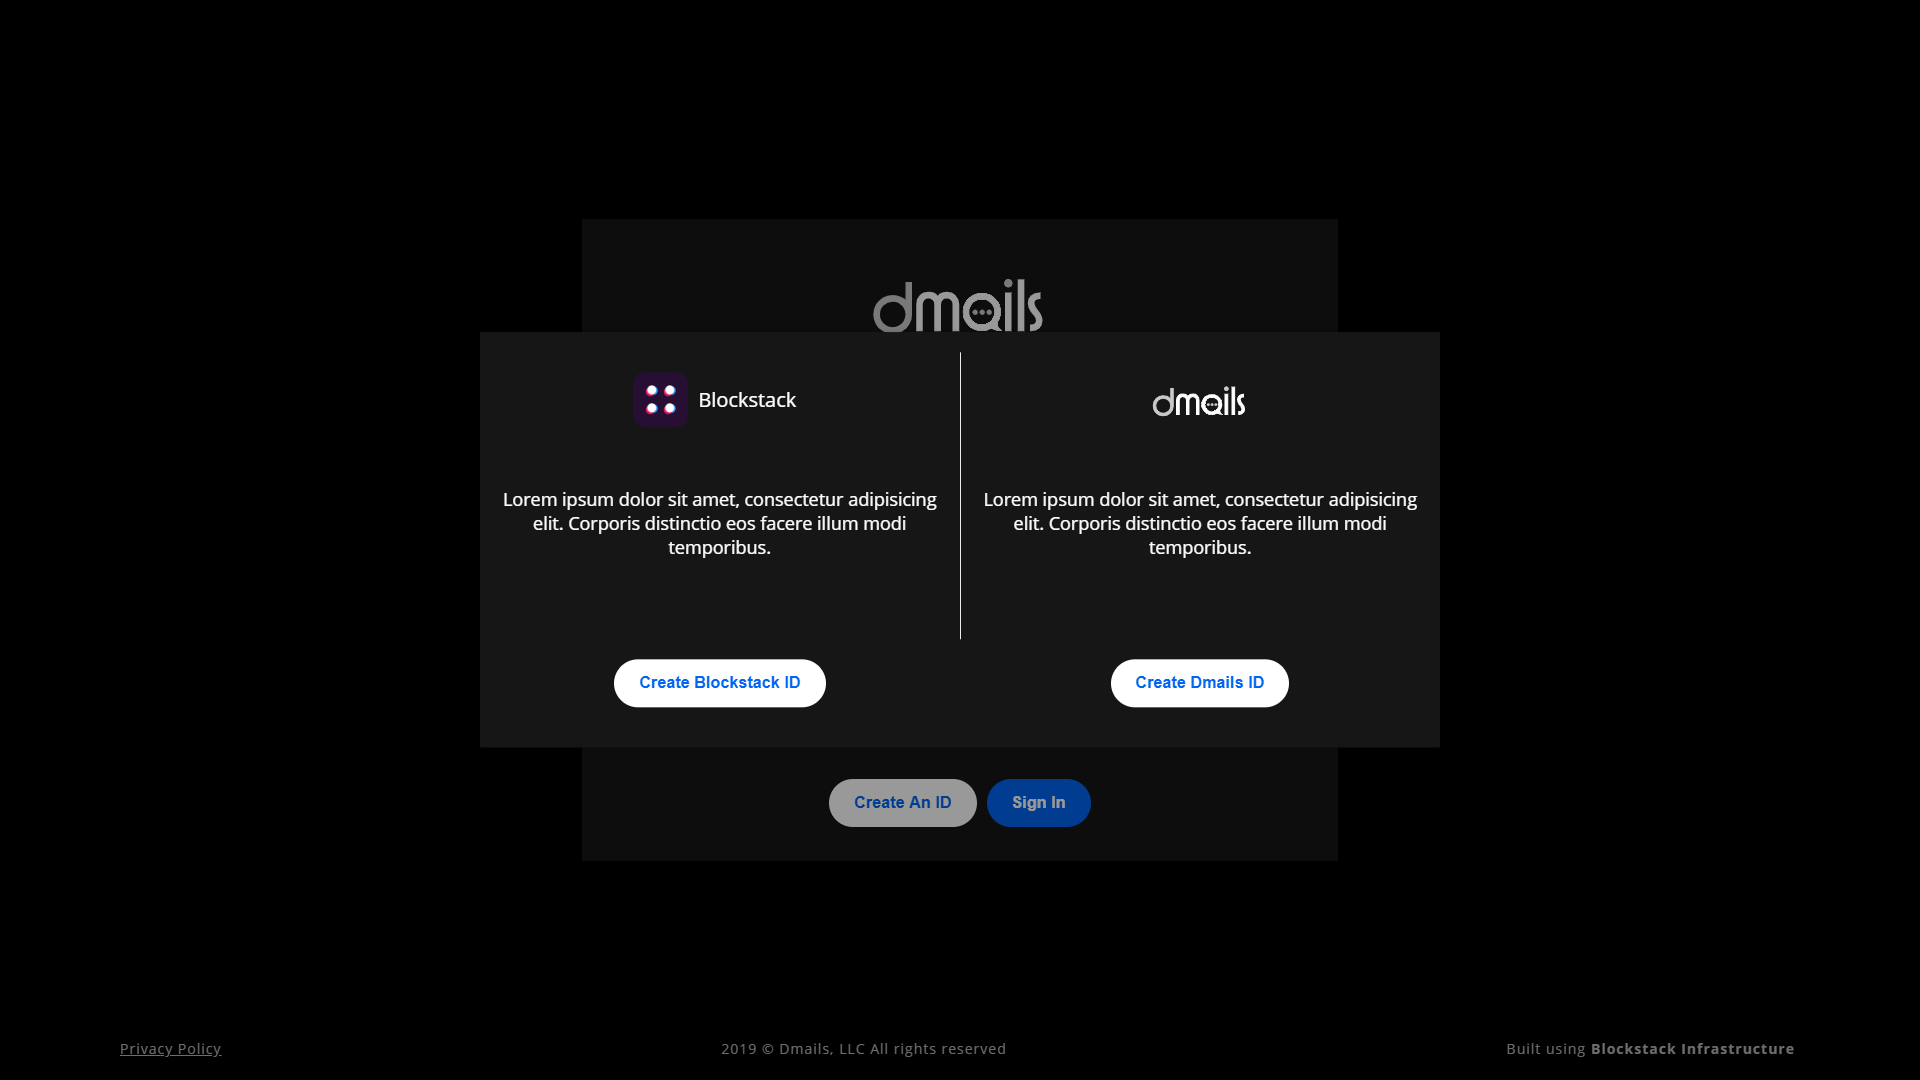 dmails
Blockstack
dmails
Lorem ipsum dolor sit amet, consectetur adipisicing
elit. Corporis distinctio eos facere illum modi
temporibus.
Lorem ipsum dolor sit amet, consectetur adipisicing
elit. Corporis distinctio eos facere illum modi
temporibus.
Create Blockstack ID
Create Dmails ID
Create An ID
Sign In
Privacy Policy
2019 © Dmails, LLC All rights reserved
Built using Blockstack Infrastructure